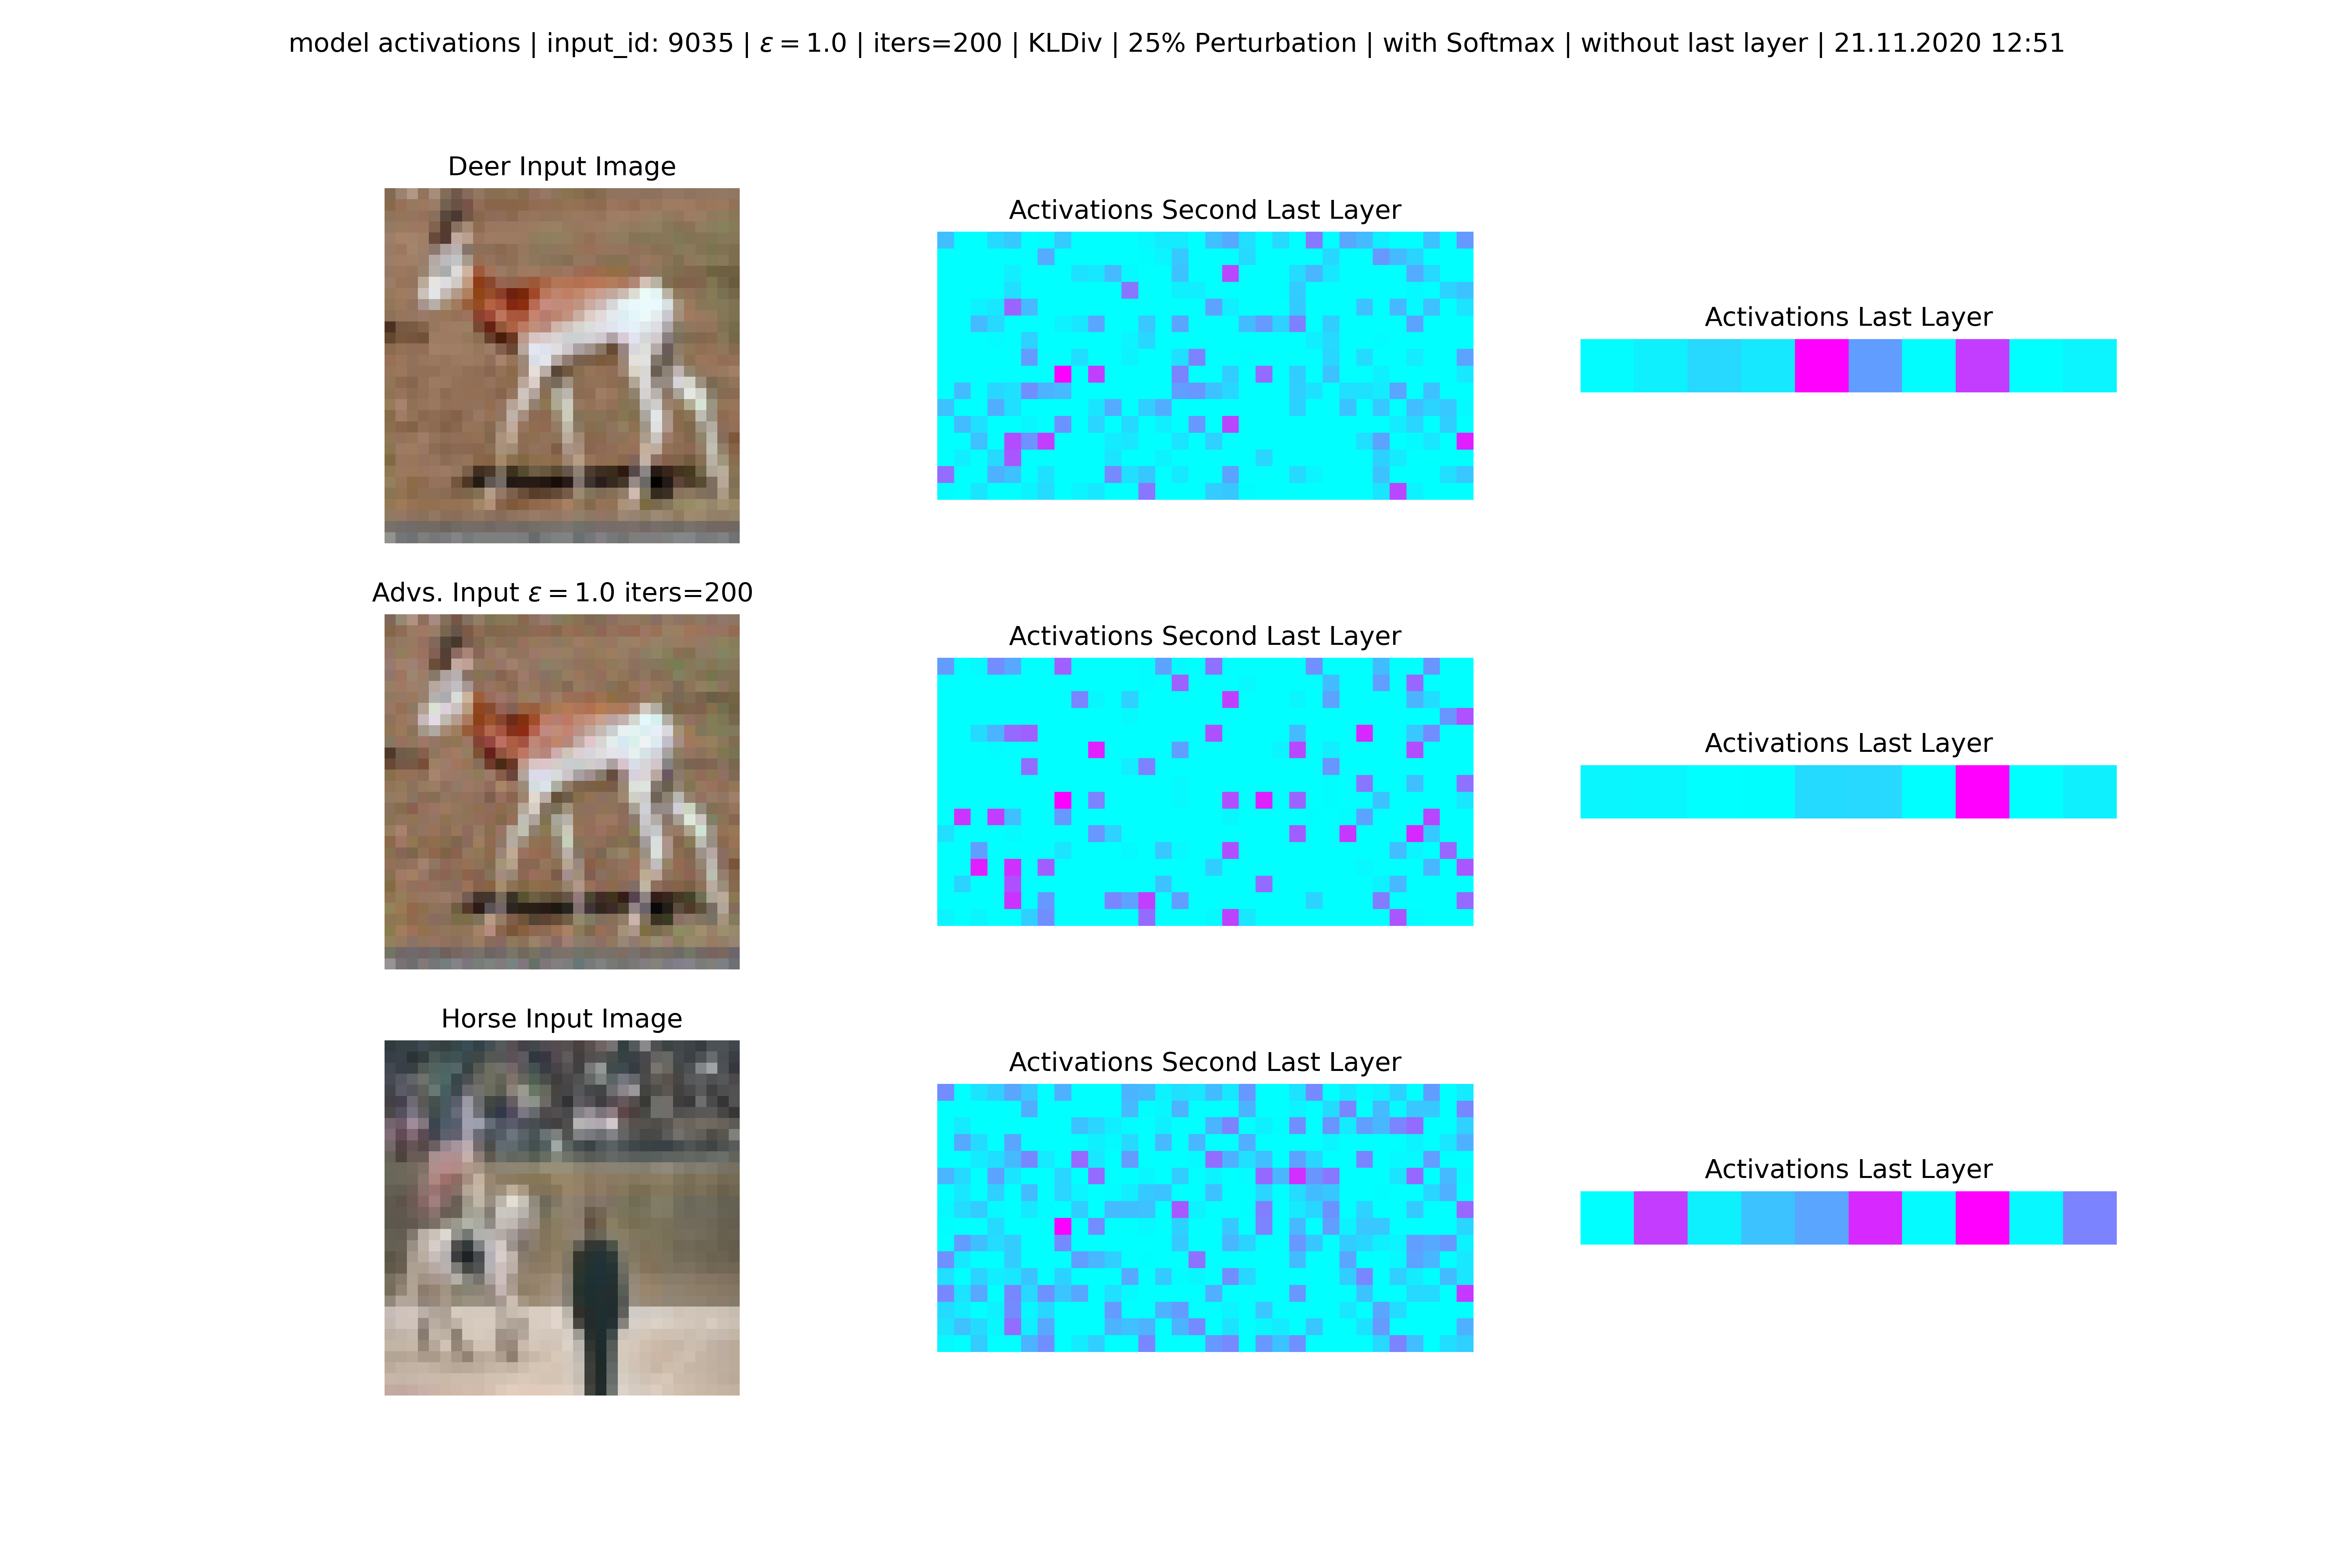 model activations | input_id: 9035 | ε = 1.0 | iters=200 | KLDiv | 25% Perturbation | with Softmax | without last layer | 21.11.2020 12:51
Deer Input Image
Activations Second Last Layer
Activations Last Layer
Advs. Input ε = 1.0 iters=200
Activations Second Last Layer
Activations Last Layer
Horse Input Image
Activations Second Last Layer
Activations Last Layer